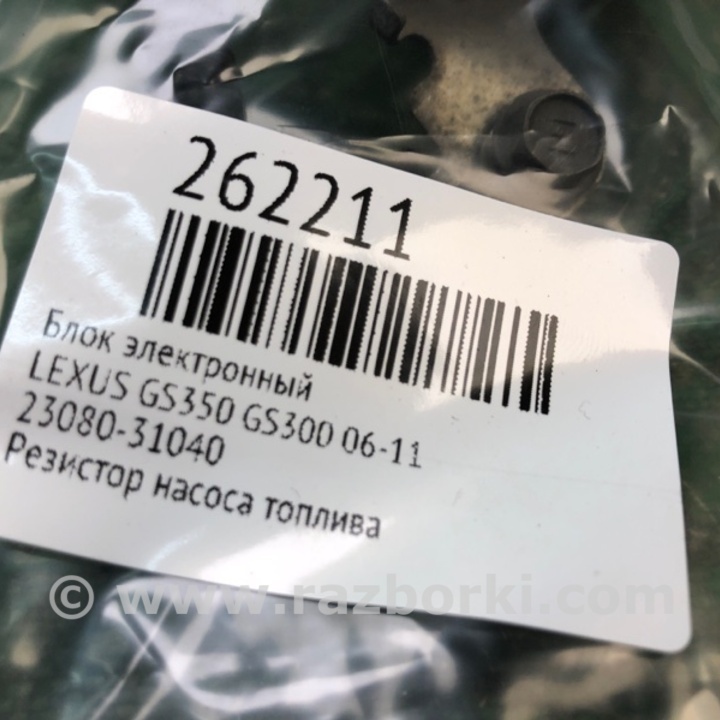 262211
Блок электронный
LEXUS GS350 GS300 06-11
23080-31040
Резистор насоса топлива
© www.razborki.com